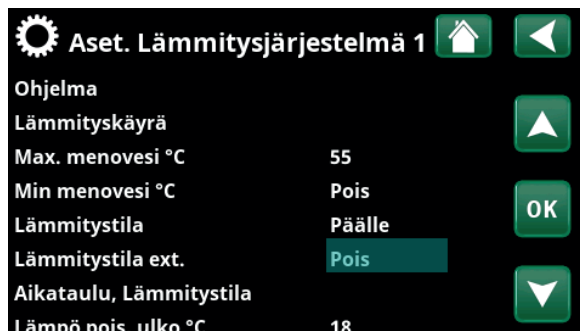 Aset. Lämmitysjärjestelmä 1
Ohjelma
Lämmityskäyrä
Max. menovesi °C 55
Min menovesi °C Pois
Lämmitystila Päälle
OK
Lämmitystila ext. Pois
Aikataulu, Lämmitystila
Lämpö pois, ulko °C 18